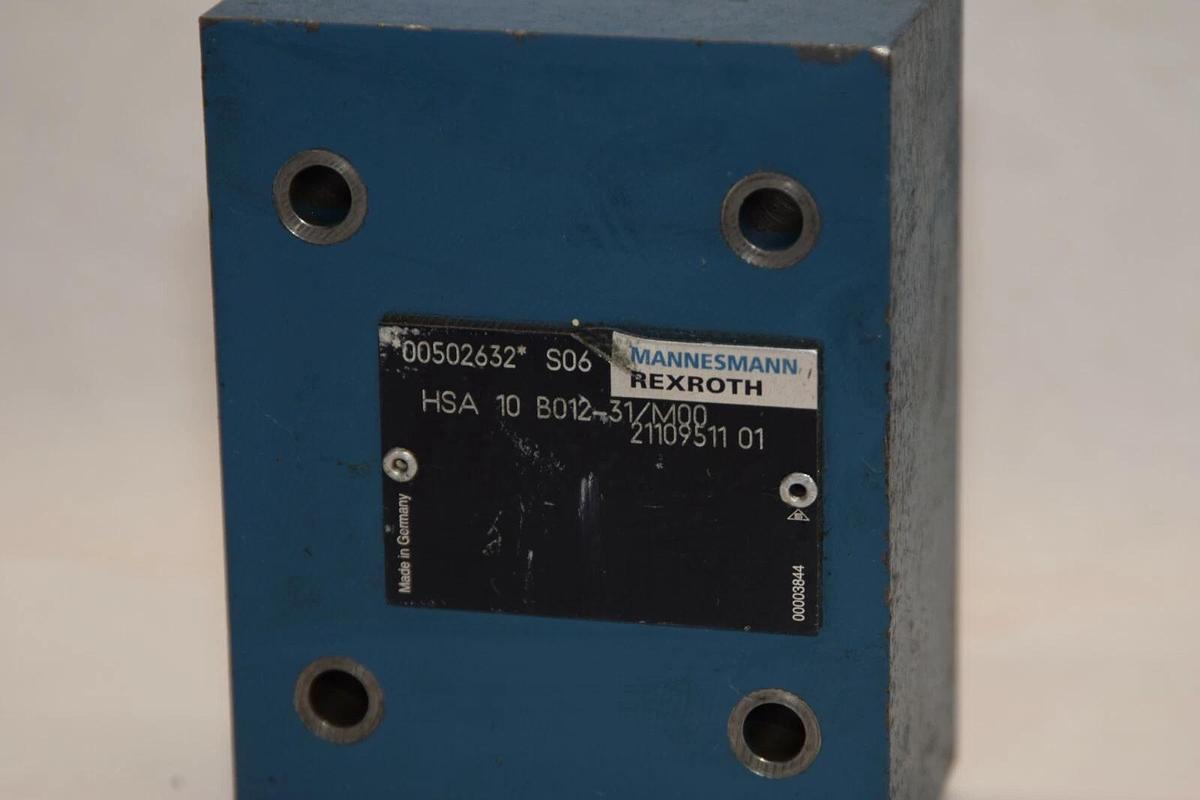 *00502632* S06
MANNESMANN
REXROTH
HSA 10 B012-31/M00
21109511 01
Made in Germany
00003844